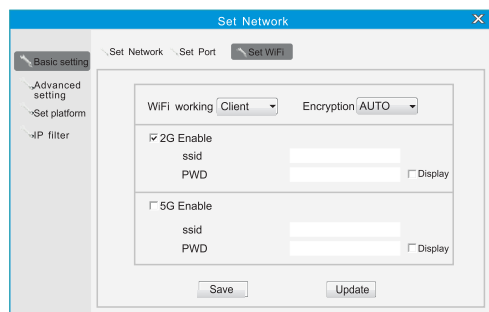 Set Network
Basic setting
Advanced
setting
Set platform
IP filter
Set Network Set Port Set WiFi
WiFi working Client Encryption AUTO
2G Enable
ssid
PWD Display
5G Enable
ssid
PWD Display
Save Update